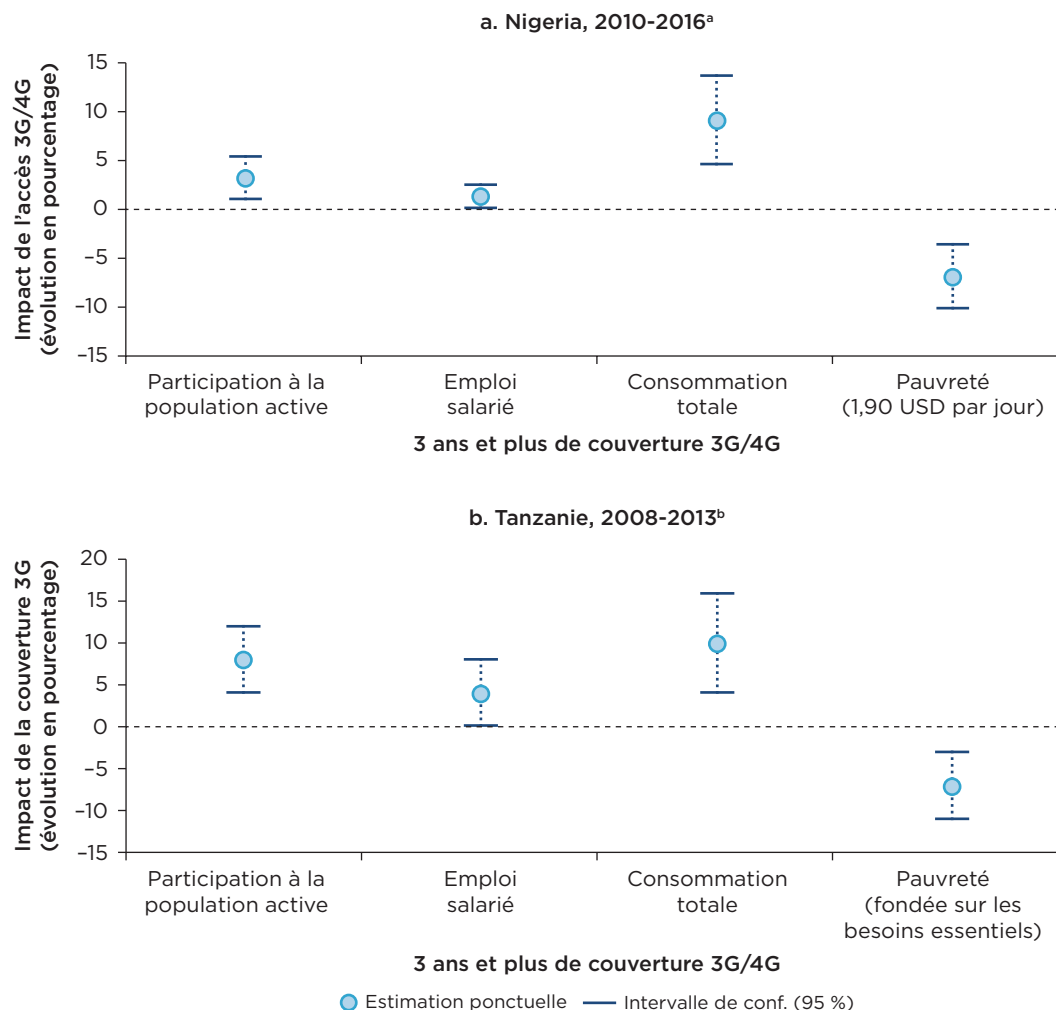 a. Nigeria, 2010-2016ᵃ
Impact de l'accès 3G/4G
(évolution en pourcentage)
15
10
5
0
–5
–10
–15
Participation à la
population active
Emploi
salarié
Consommation
totale
Pauvreté
(1,90 USD par jour)
3 ans et plus de couverture 3G/4G
b. Tanzanie, 2008-2013ᵇ
Impact de la couverture 3G
(évolution en pourcentage)
20
15
10
5
0
–5
–10
–15
Participation à la
population active
Emploi
salarié
Consommation
totale
Pauvreté
(fondée sur les
besoins essentiels)
3 ans et plus de couverture 3G/4G
Estimation ponctuelle
Intervalle de conf. (95 %)